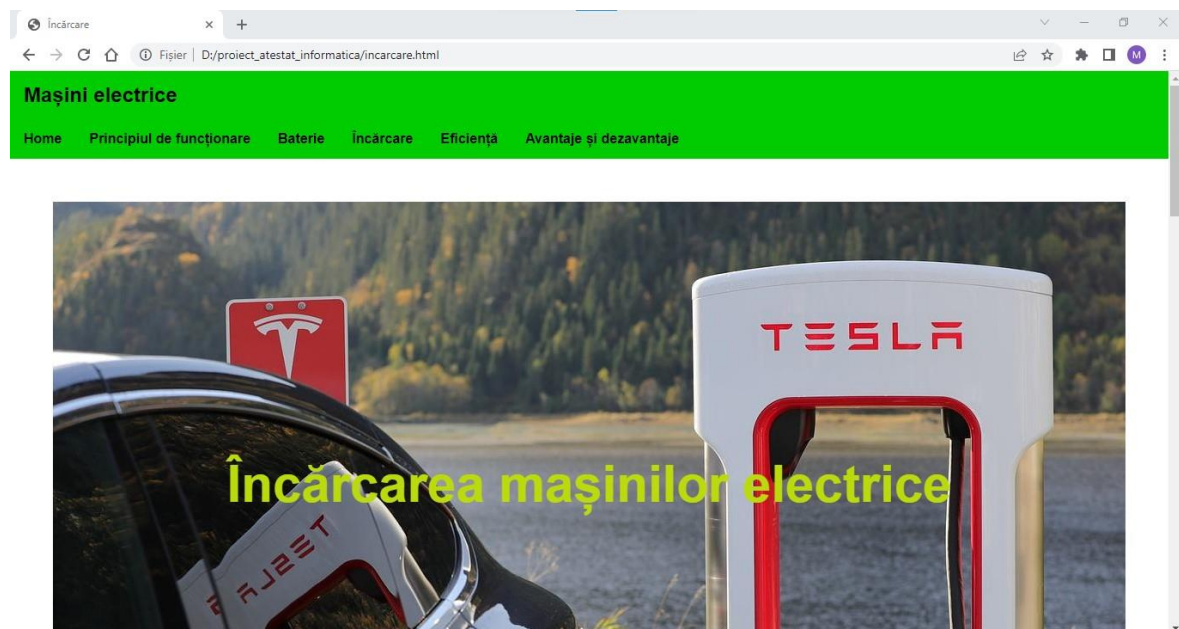 Încărcare
Fișier | D:/proiect_atestat_informatica/incarcare.html
M
Mașini electrice
Home Principiul de funcționare Baterie Încărcare Eficiență Avantaje și dezavantaje
TESLA
Încărcarea mașinilor electrice
TESLA